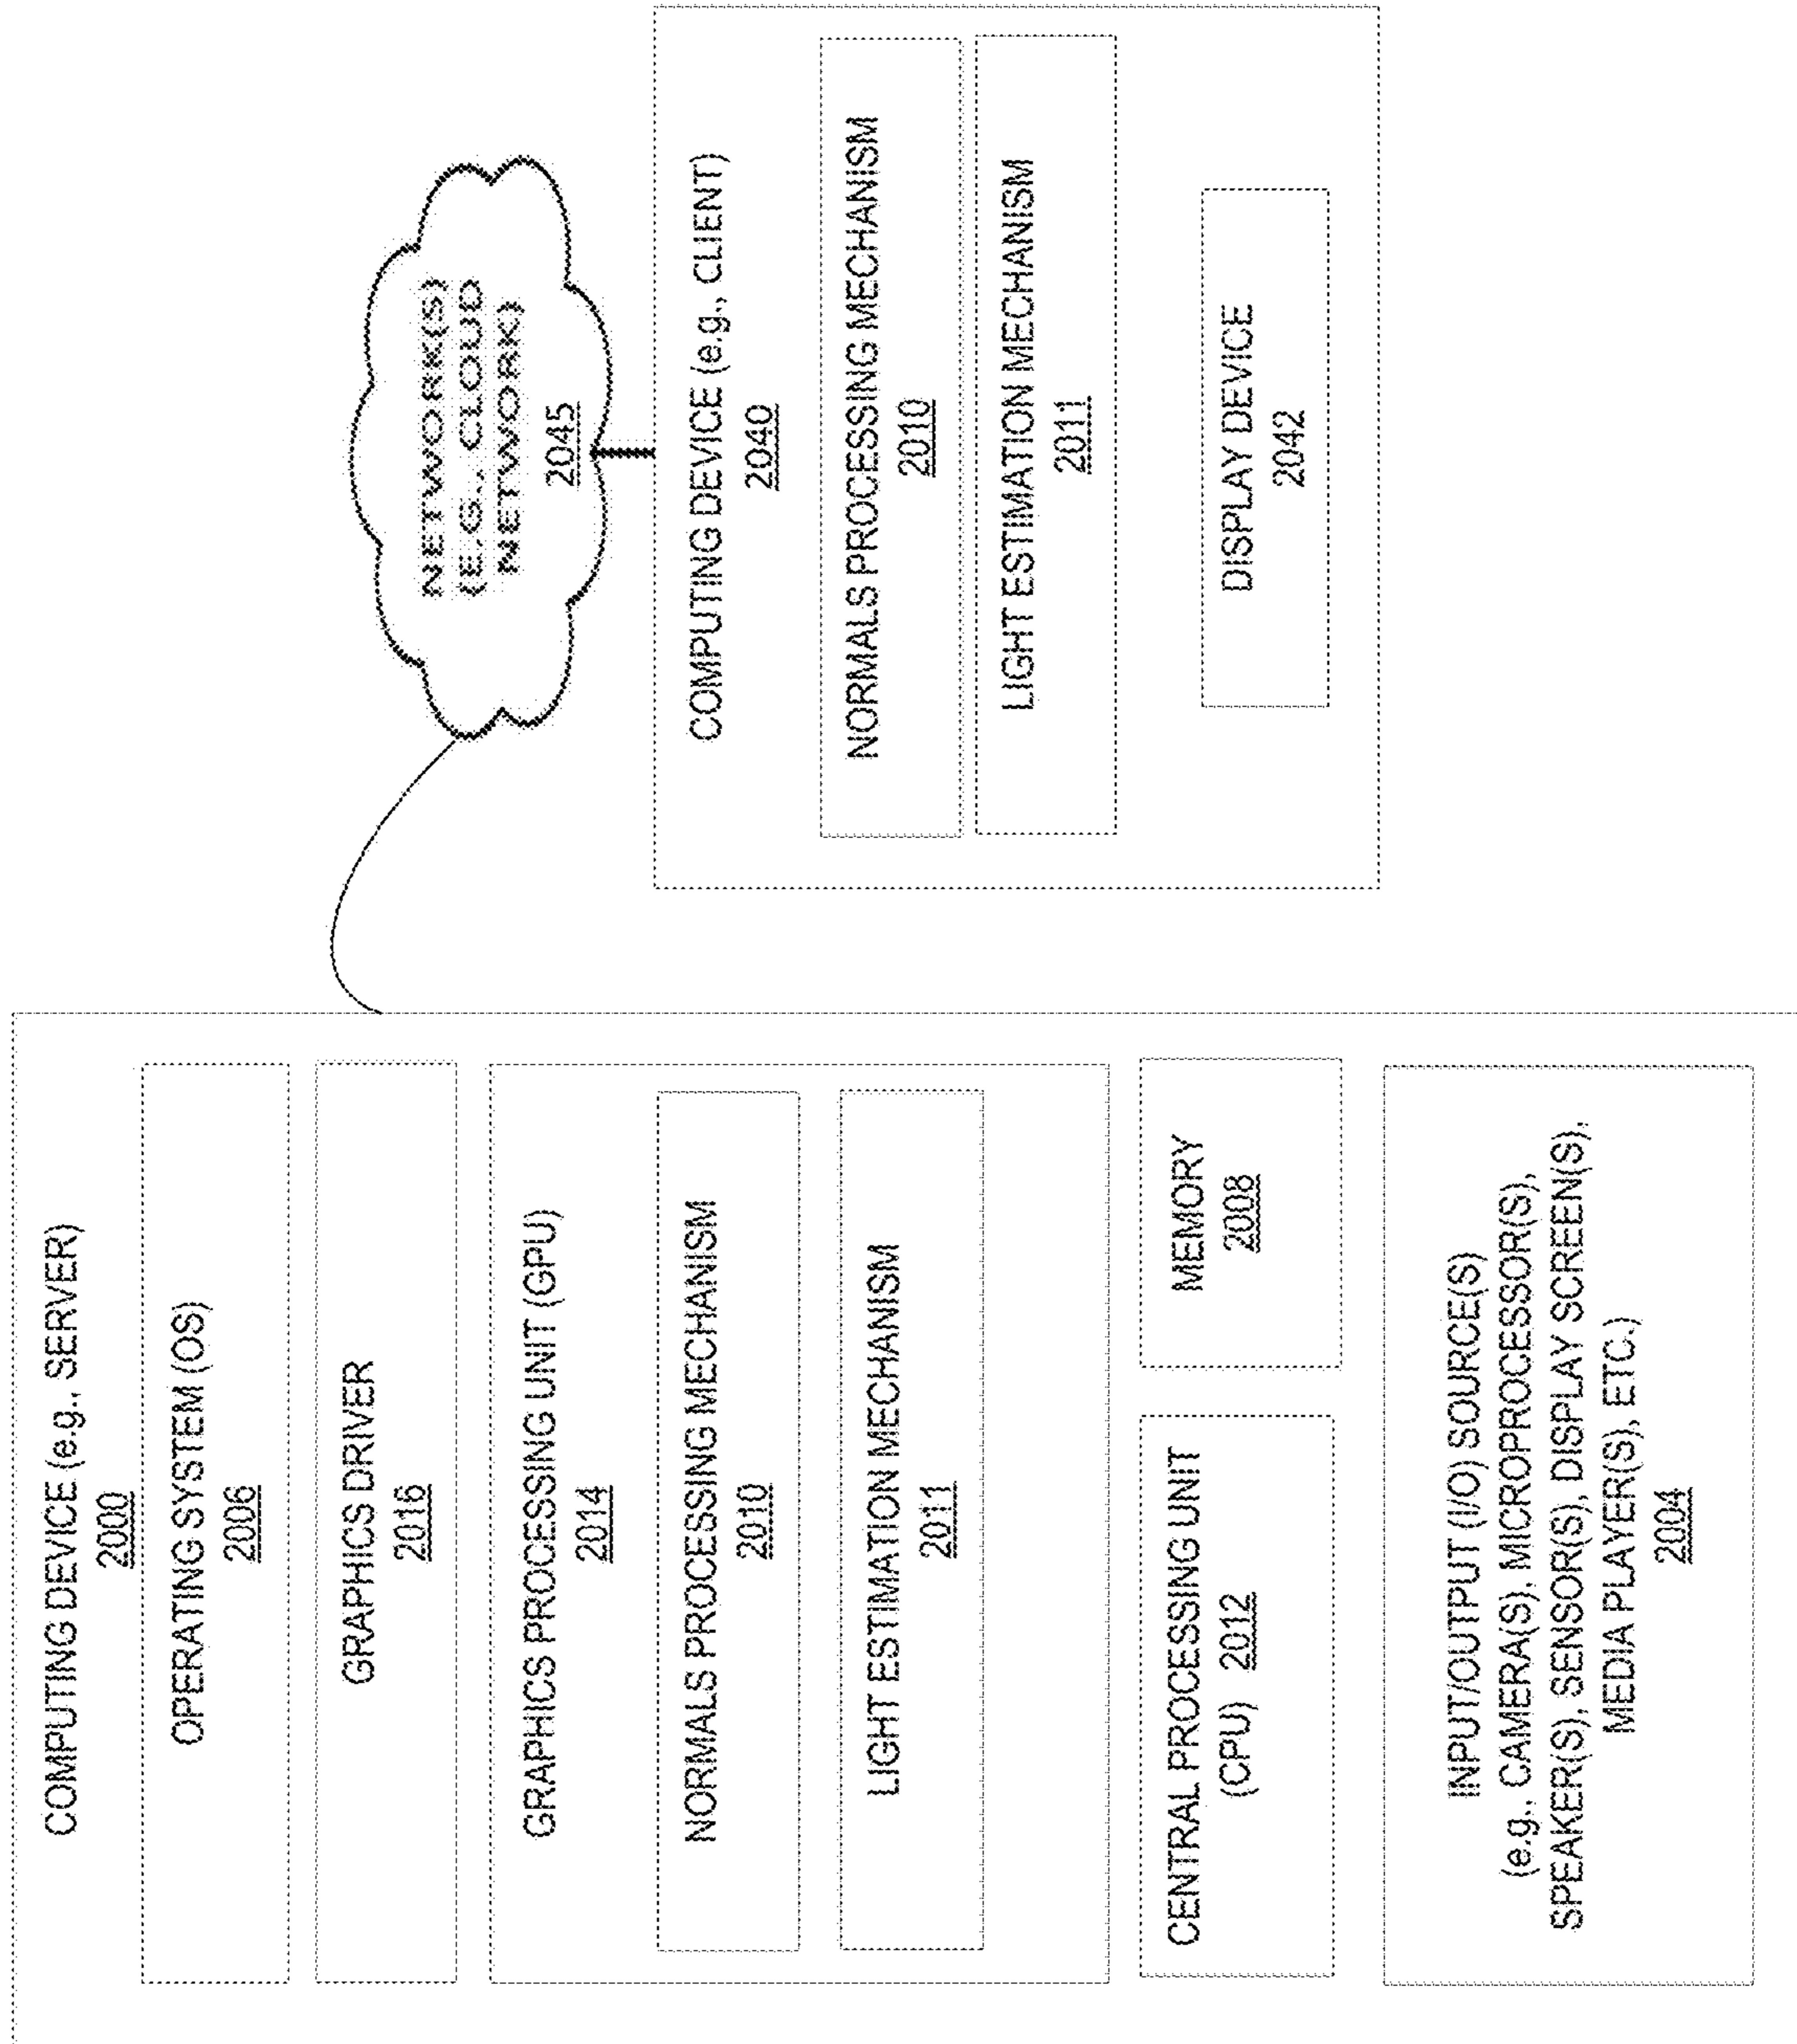 COMPUTING DEVICE (e.g., SERVER)
2000
OPERATING SYSTEM (OS)
2006
GRAPHICS DRIVER
2016
GRAPHICS PROCESSING UNIT (GPU)
2014
NORMALS PROCESSING MECHANISM
2010
LIGHT ESTIMATION MECHANISM
2011
CENTRAL PROCESSING UNIT
(CPU) 2012
MEMORY
2008
INPUT/OUTPUT (I/O) SOURCE(S)
(e.g., CAMERA(S), MICROPROCESSOR(S),
SPEAKER(S), SENSOR(S), DISPLAY SCREEN(S),
MEDIA PLAYER(S), ETC.)
2004
NETWORK(S)
(E.G., CLOUD
NETWORK)
2045
COMPUTING DEVICE (e.g., CLIENT)
2040
NORMALS PROCESSING MECHANISM
2010
LIGHT ESTIMATION MECHANISM
2011
DISPLAY DEVICE
2042